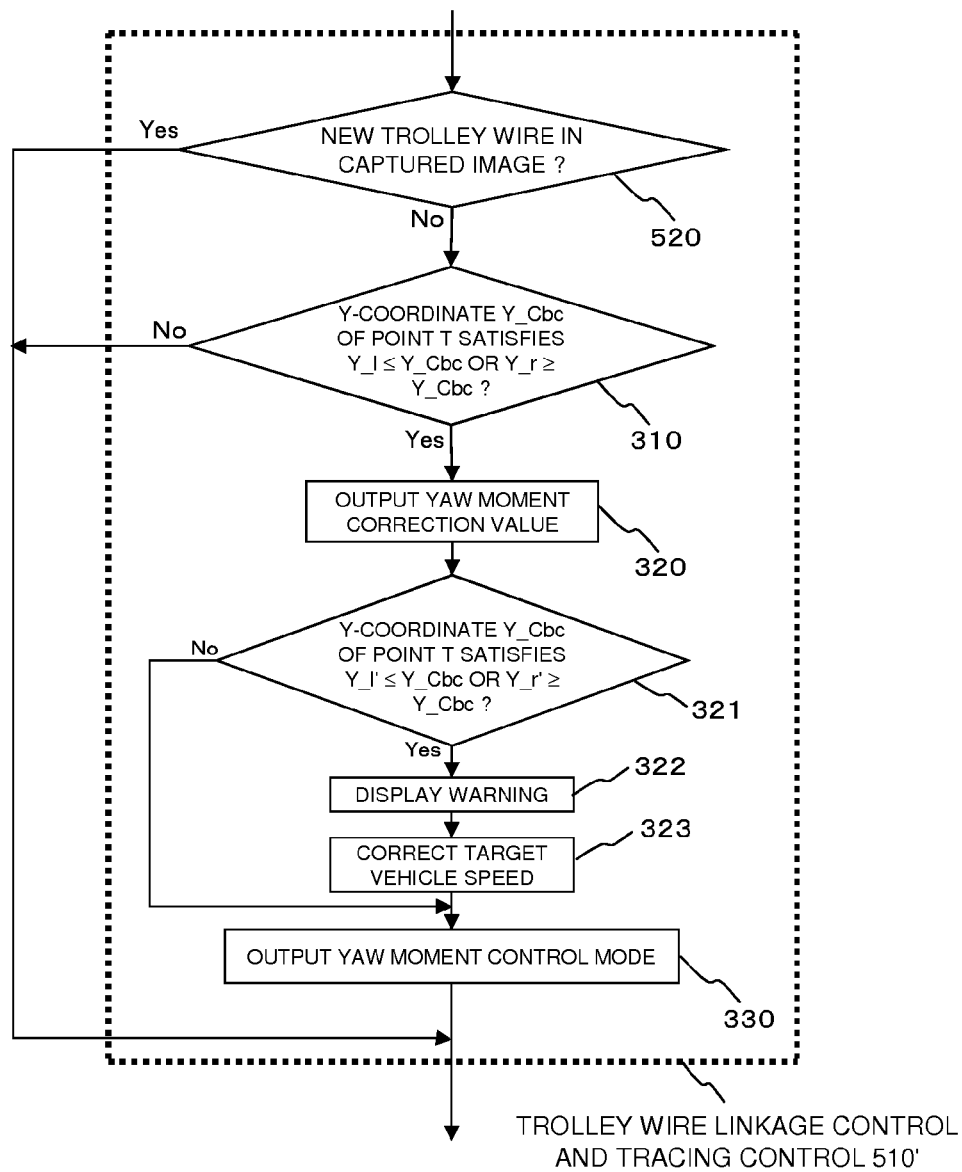 Yes
NEW TROLLEY WIRE IN
CAPTURED IMAGE ?
520
No
No
Y-COORDINATE Y_Cbc
OF POINT T SATISFIES
Y_l ≤ Y_Cbc OR Y_r ≥
Y_Cbc ?
310
Yes
OUTPUT YAW MOMENT
CORRECTION VALUE
320
No
Y-COORDINATE Y_Cbc
OF POINT T SATISFIES
Y_l' ≤ Y_Cbc OR Y_r' ≥
Y_Cbc ?
321
Yes
322
DISPLAY WARNING
323
CORRECT TARGET
VEHICLE SPEED
OUTPUT YAW MOMENT CONTROL MODE
330
TROLLEY WIRE LINKAGE CONTROL
AND TRACING CONTROL 510'